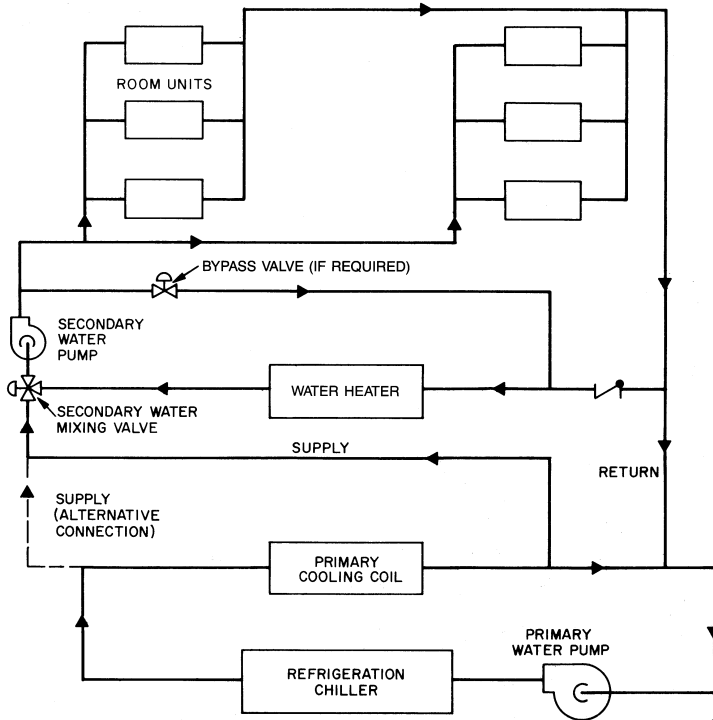 ROOM UNITS
BYPASS VALVE (IF REQUIRED)
SECONDARY
WATER
PUMP
WATER HEATER
SECONDARY WATER
MIXING VALVE
SUPPLY
RETURN
SUPPLY
(ALTERNATIVE
CONNECTION)
PRIMARY
COOLING COIL
PRIMARY
WATER PUMP
REFRIGERATION
CHILLER